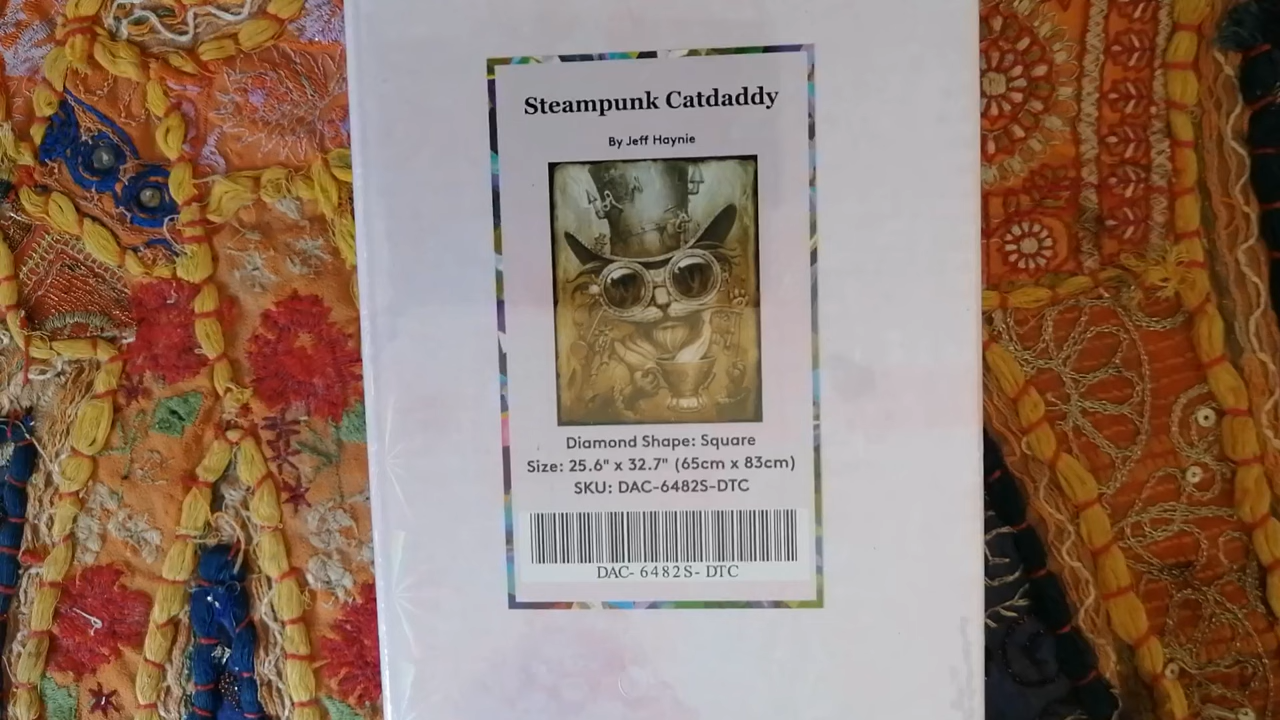 Steampunk Catdaddy
By Jeff Haynie
Diamond Shape: Square
Size: 25.6" x 32.7" (65cm x 83cm)
SKU: DAC-6482S-DTC
DAC- 6482S- DTC